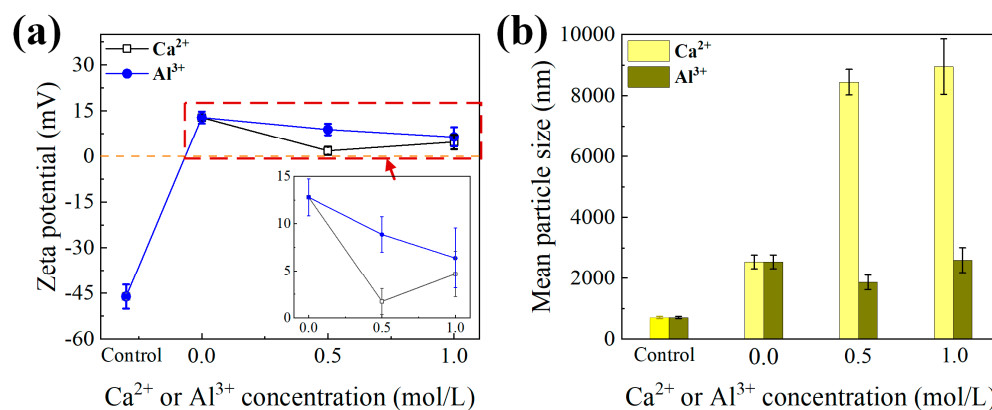 (a)
Ca²⁺
Al³⁺
30
15
0
-15
-30
-45
-60
Zeta potential (mV)
15
10
5
0
0.0 0.5 1.0
Control 0.0 0.5 1.0
Ca²⁺ or Al³⁺ concentration (mol/L)
(b)
Ca²⁺
Al³⁺
10000
8000
6000
4000
2000
0
Mean particle size (nm)
Control 0.0 0.5 1.0
Ca²⁺ or Al³⁺ concentration (mol/L)